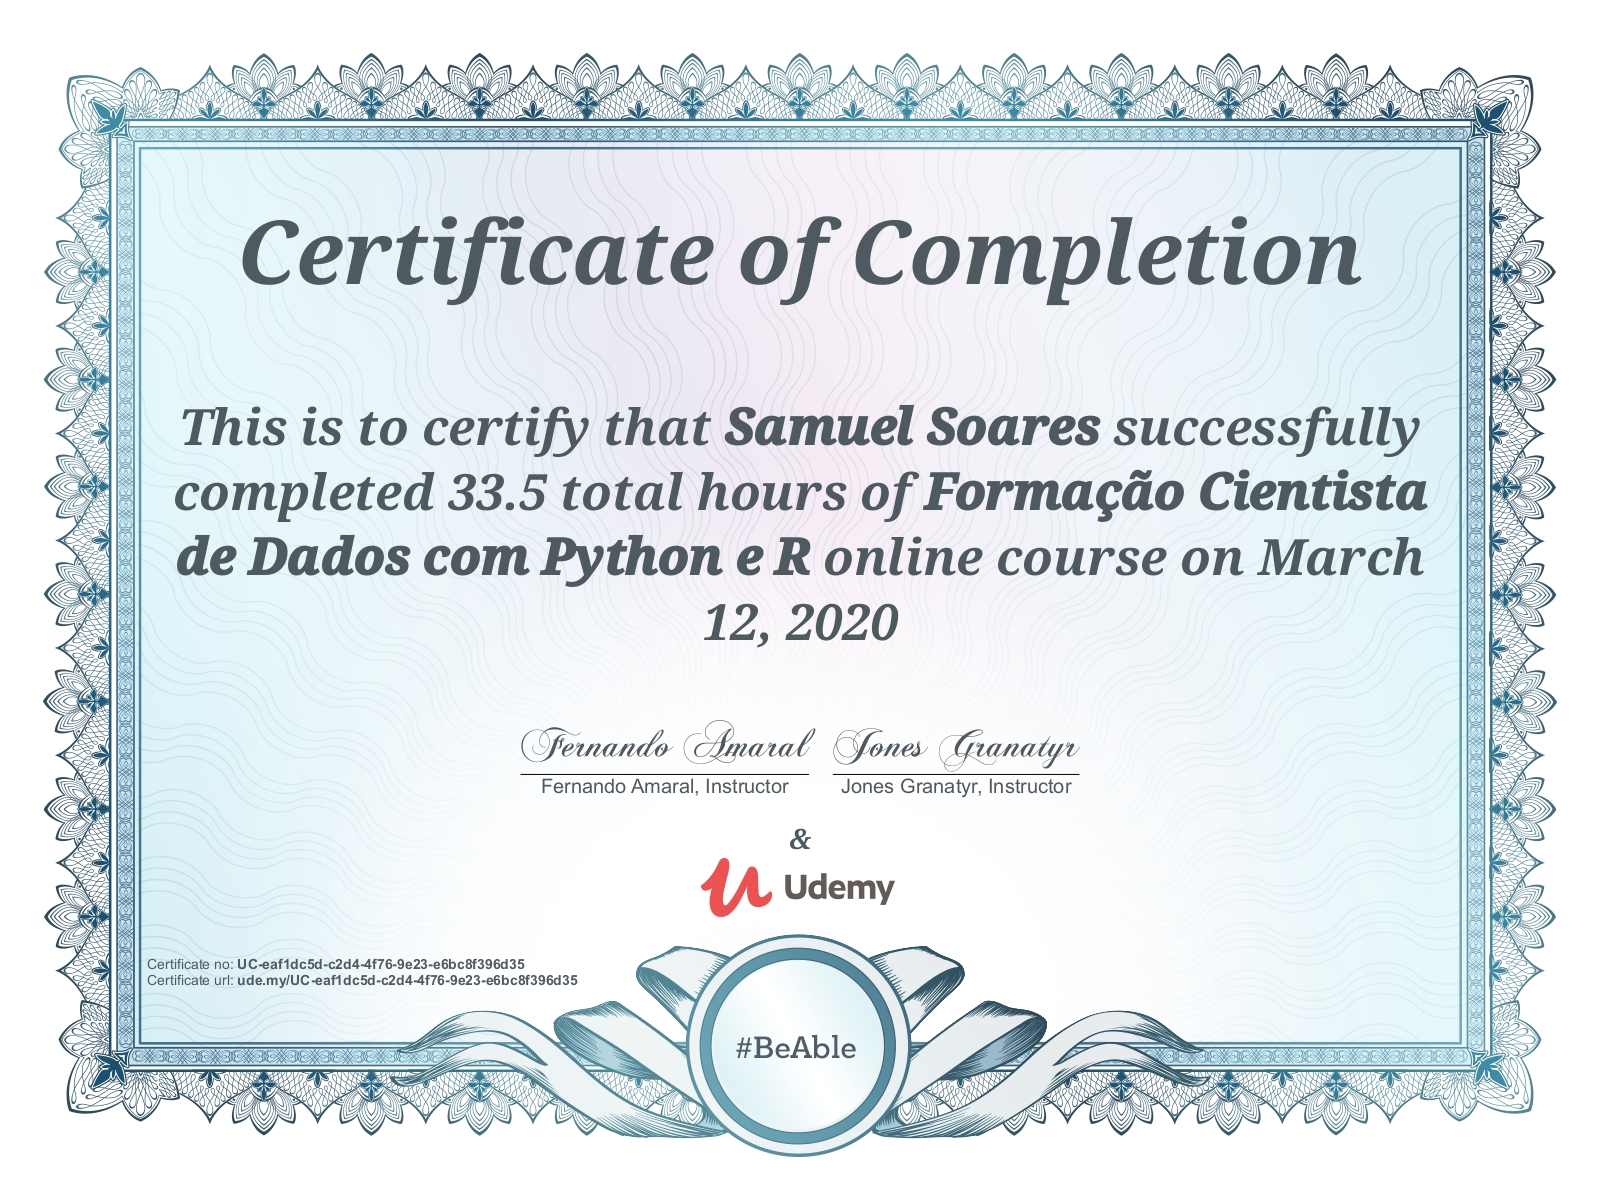 Certificate of Completion
This is to certify that Samuel Soares successfully
completed 33.5 total hours of Formação Cientista
de Dados com Python e R online course on March
12, 2020
Fernando Amaral Jones Granatyr
Fernando Amaral, Instructor Jones Granatyr, Instructor
&
Udemy
Certificate no: UC-eaf1dc5d-c2d4-4f76-9e23-e6bc8f396d35
Certificate url: ude.my/UC-eaf1dc5d-c2d4-4f76-9e23-e6bc8f396d35
#BeAble